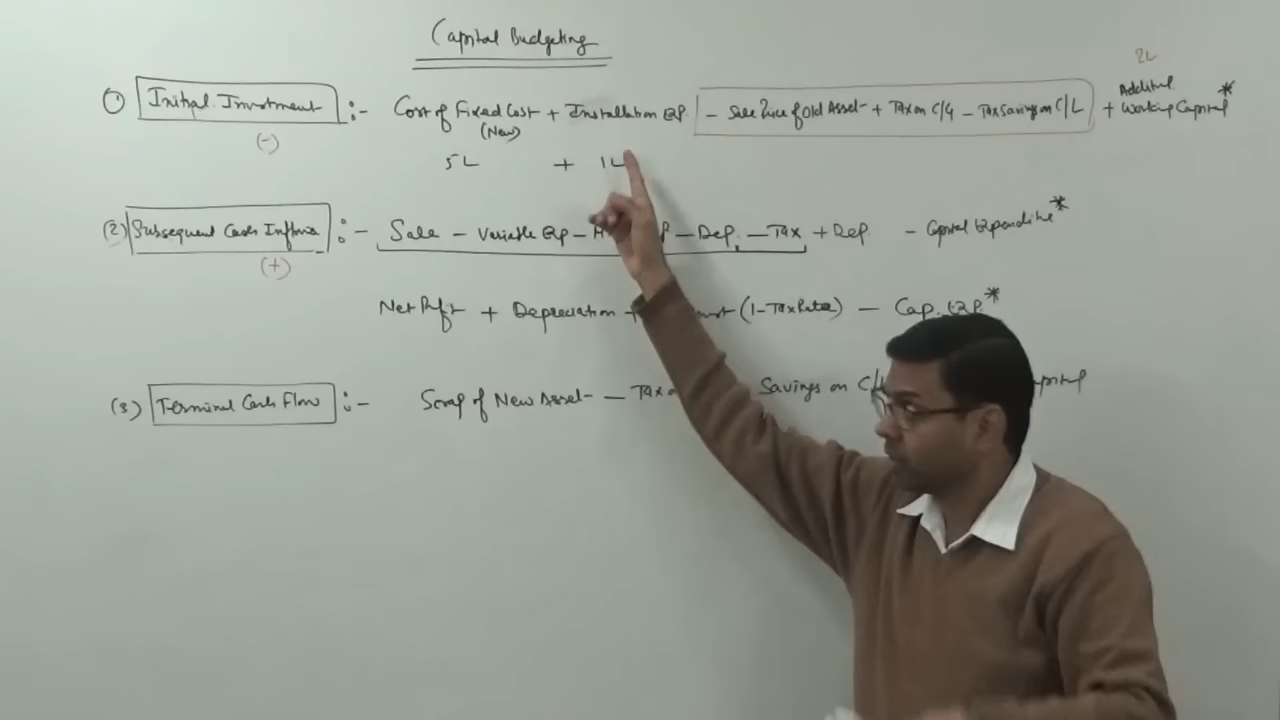 Capital Budgeting
2L
① Initial Investment :- Cost of Fixed Cost + Installation Exp. - Sale Price of Old Asset + Tax on C/G - Tax Savings on C/L + Additional Working Capital*
(New)
(-)
5L + 1L
(2) Subsequent Cash Inflows :- Sale - Variable Exp - - Dep. - Tax + Dep. - Capital Expenditure*
(+)
Net Profit + Depreciation + (1-Tax Rate) - Cap. Exp.*
(3) Terminal Cash Flow :- Scrap of New Asset - Tax Savings on